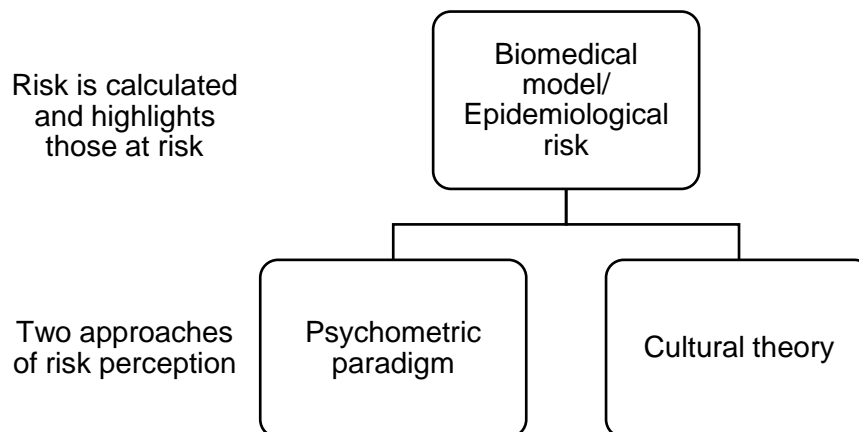 Risk is calculated
and highlights
those at risk
Biomedical
model/
Epidemiological
risk
Two approaches
of risk perception
Psychometric
paradigm
Cultural theory